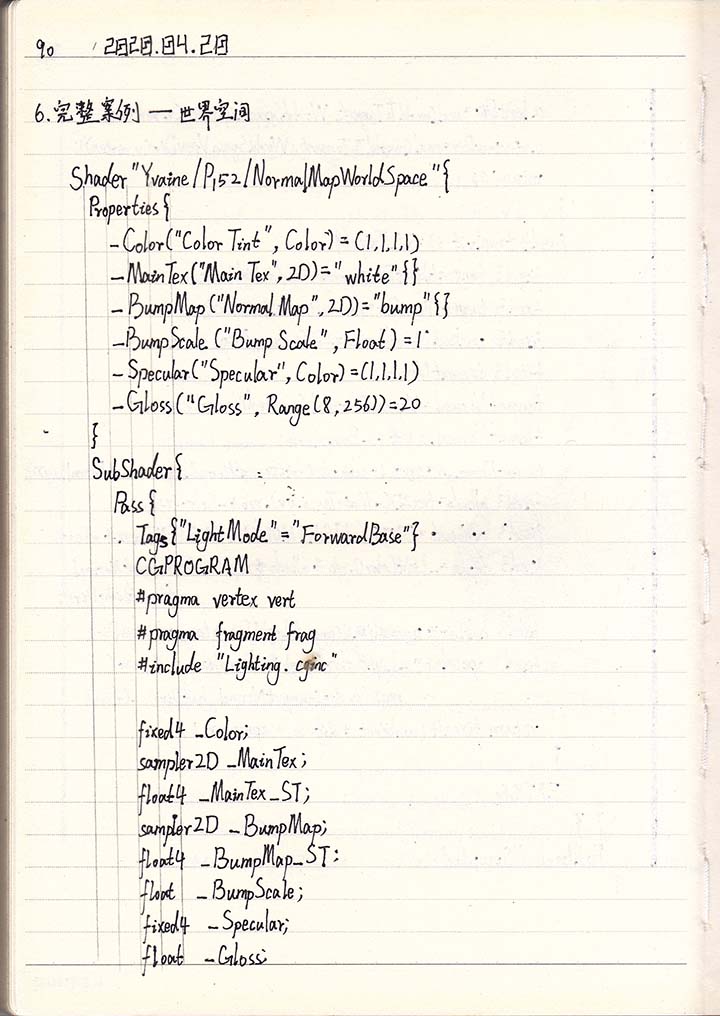 90 2020.04.20
6.完整案例 — 世界空间
Shader "Yvaine/P152/NormalMapWorldSpace"{
Properties{
_Color("Color Tint", Color) = (1,1,1,1)
_MainTex("Main Tex", 2D)="white"{}
_BumpMap("Normal Map", 2D)="bump"{}
_BumpScale ("Bump Scale", Float) = 1
_Specular("Specular", Color) =(1,1,1,1)
_Gloss("Gloss", Range(8,256))=20
}
SubShader{
Pass{
Tags{"LightMode"="ForwardBase"}
CGPROGRAM
#pragma vertex vert
#pragma fragment frag
#include "Lighting.cginc"
fixed4 _Color;
sampler2D _MainTex;
float4 _MainTex_ST;
sampler2D _BumpMap;
float4 _BumpMap_ST;
float _BumpScale;
fixed4 _Specular;
float _Gloss;